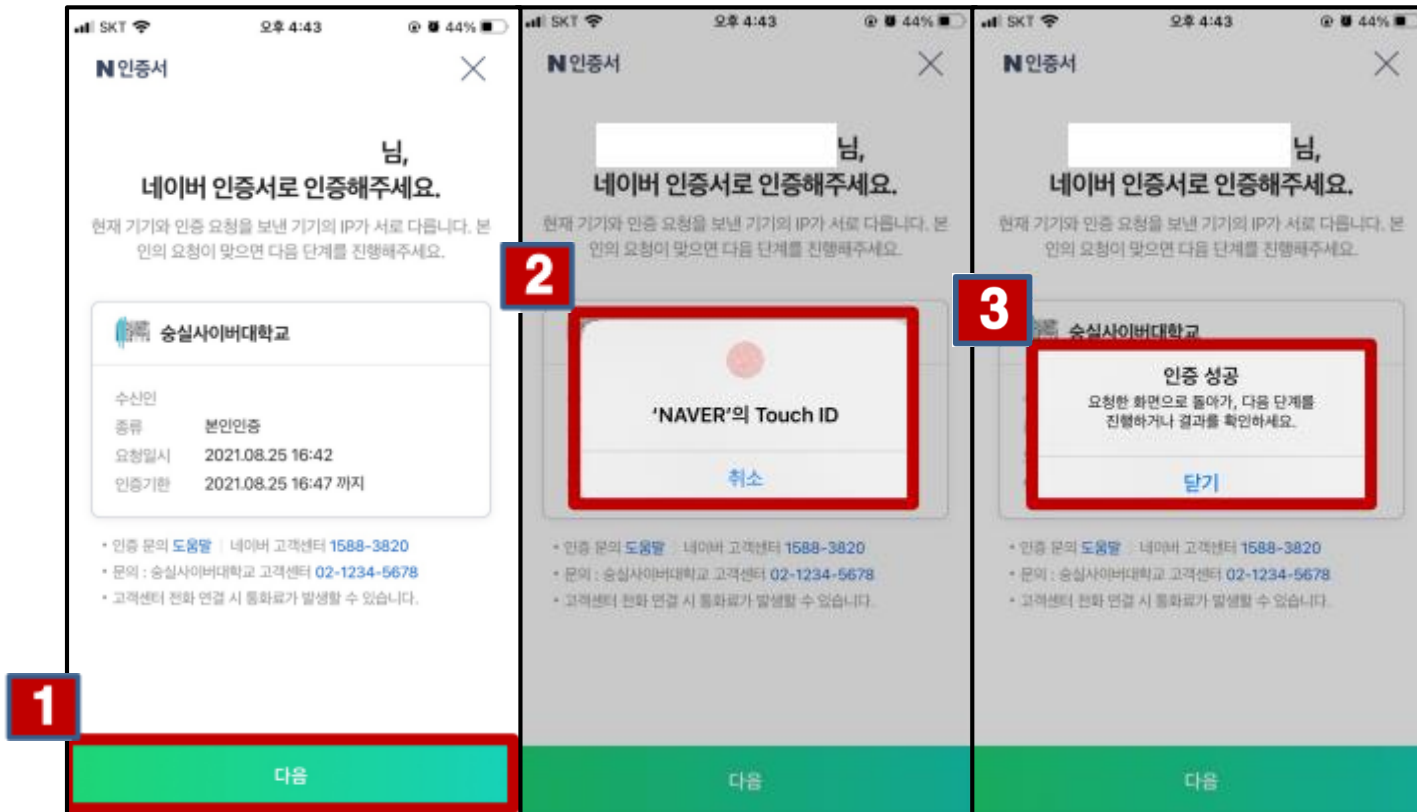 SKT 오후 4:43 44%
N인증서
님,
네이버 인증서로 인증해주세요.
현재 기기와 인증 요청을 보낸 기기의 IP가 서로 다릅니다. 본
인의 요청이 맞으면 다음 단계를 진행해주세요.
숭실사이버대학교
수신인
종류 본인인증
요청일시 2021.08.25 16:42
인증기한 2021.08.25 16:47 까지
• 인증 문의 도움말 | 네이버 고객센터 1588-3820
• 문의 : 숭실사이버대학교 고객센터 02-1234-5678
• 고객센터 전화 연결 시 통화료가 발생할 수 있습니다.
1
다음
SKT 오후 4:43 44%
N인증서
님,
네이버 인증서로 인증해주세요.
현재 기기와 인증 요청을 보낸 기기의 IP가 서로 다릅니다. 본
인의 요청이 맞으면 다음 단계를 진행해주세요.
2
'NAVER'의 Touch ID
취소
• 인증 문의 도움말 | 네이버 고객센터 1588-3820
• 문의 : 숭실사이버대학교 고객센터 02-1234-5678
• 고객센터 전화 연결 시 통화료가 발생할 수 있습니다.
다음
SKT 오후 4:43 44%
N인증서
님,
네이버 인증서로 인증해주세요.
현재 기기와 인증 요청을 보낸 기기의 IP가 서로 다릅니다. 본
인의 요청이 맞으면 다음 단계를 진행해주세요.
3
숭실사이버대학교
인증 성공
요청한 화면으로 돌아가, 다음 단계를
진행하거나 결과를 확인하세요.
닫기
• 인증 문의 도움말 | 네이버 고객센터 1588-3820
• 문의 : 숭실사이버대학교 고객센터 02-1234-5678
• 고객센터 전화 연결 시 통화료가 발생할 수 있습니다.
다음